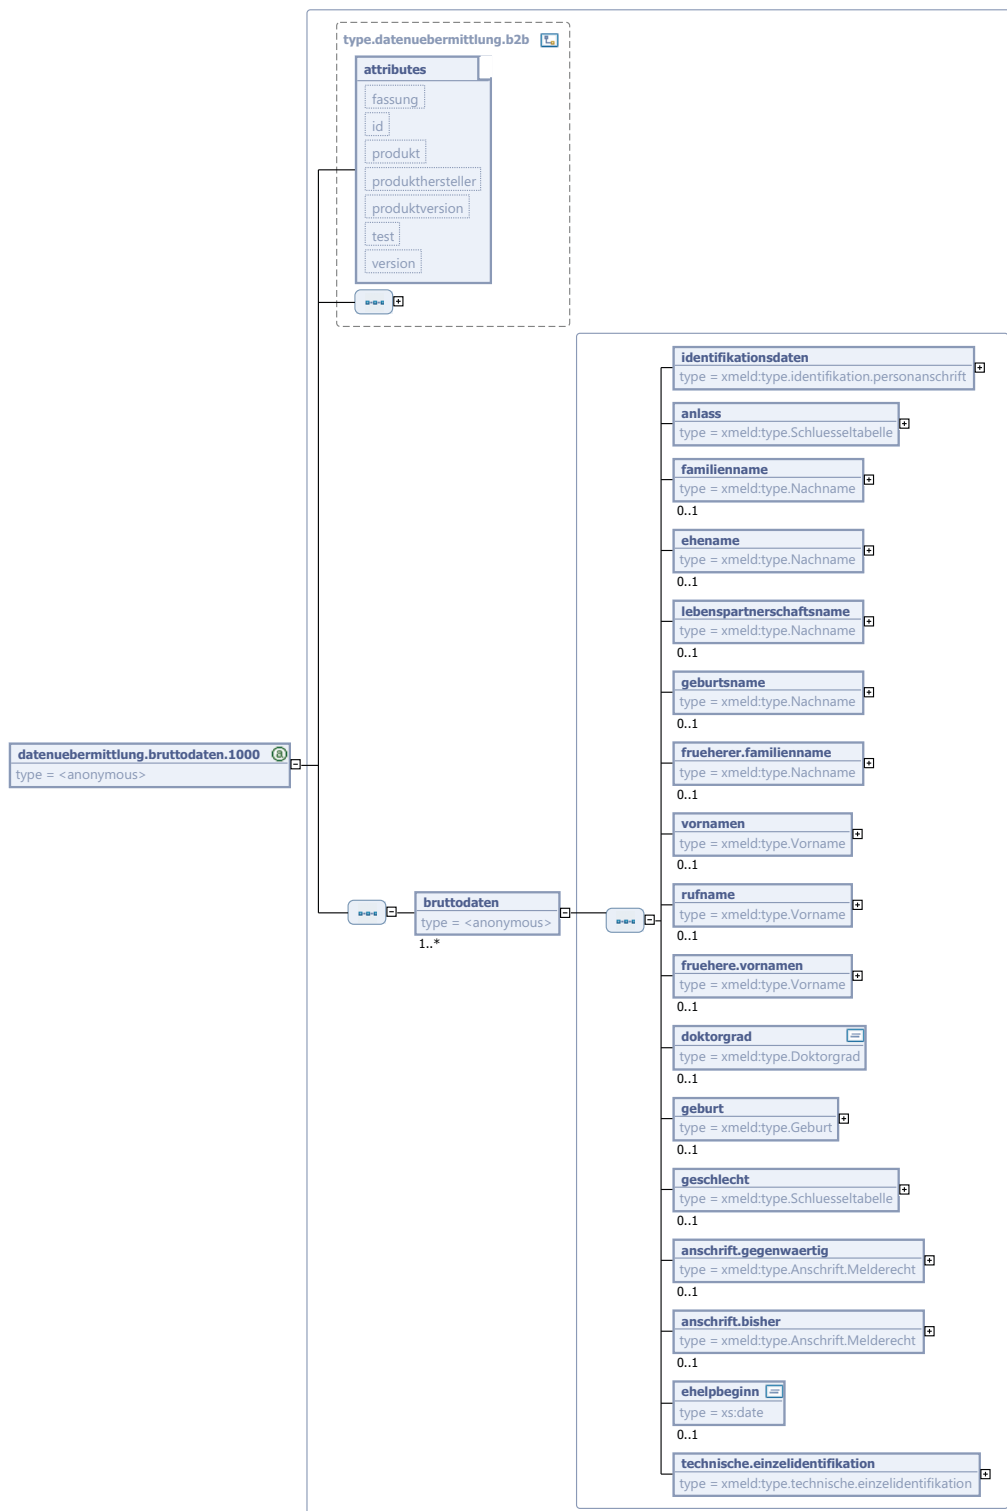 type.datenuebermittlung.b2b
attributes
fassung
id
produkt
produkthersteller
produktversion
test
version
identifikationsdaten
type = xmeld:type.identifikation.personanschrift
anlass
type = xmeld:type.Schluesseltabelle
familienname
type = xmeld:type.Nachname
0..1
ehename
type = xmeld:type.Nachname
0..1
lebenspartnerschaftsname
type = xmeld:type.Nachname
0..1
geburtsname
type = xmeld:type.Nachname
0..1
frueherer.familienname
type = xmeld:type.Nachname
0..1
datenuebermittlung.bruttodaten.1000 a
type = <anonymous>
vornamen
type = xmeld:type.Vorname
0..1
bruttodaten
type = <anonymous>
1..*
rufname
type = xmeld:type.Vorname
0..1
fruehere.vornamen
type = xmeld:type.Vorname
0..1
doktorgrad
type = xmeld:type.Doktorgrad
0..1
geburt
type = xmeld:type.Geburt
0..1
geschlecht
type = xmeld:type.Schluesseltabelle
0..1
anschrift.gegenwaertig
type = xmeld:type.Anschrift.Melderecht
0..1
anschrift.bisher
type = xmeld:type.Anschrift.Melderecht
0..1
ehelpbeginn
type = xs:date
0..1
technische.einzelidentifikation
type = xmeld:type.technische.einzelidentifikation